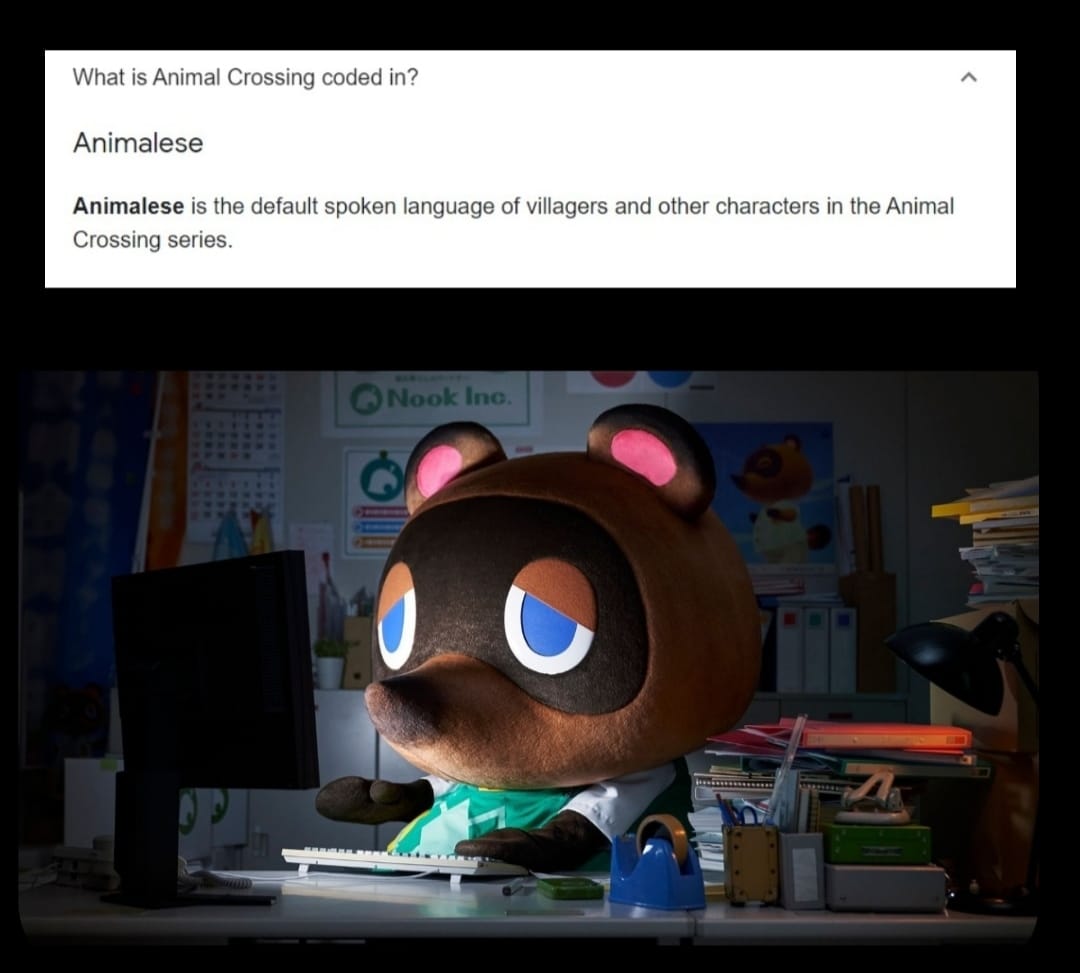 What is Animal Crossing coded in?
Animalese
Animalese is the default spoken language of villagers and other characters in the Animal
Crossing series.
Nook Inc.